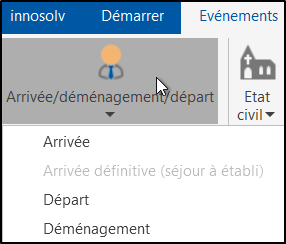 innosolv Démarrer Evénements
Arrivée/déménagement/départ
Etat
civil
Arrivée
Arrivée définitive (séjour à établi)
Départ
Déménagement